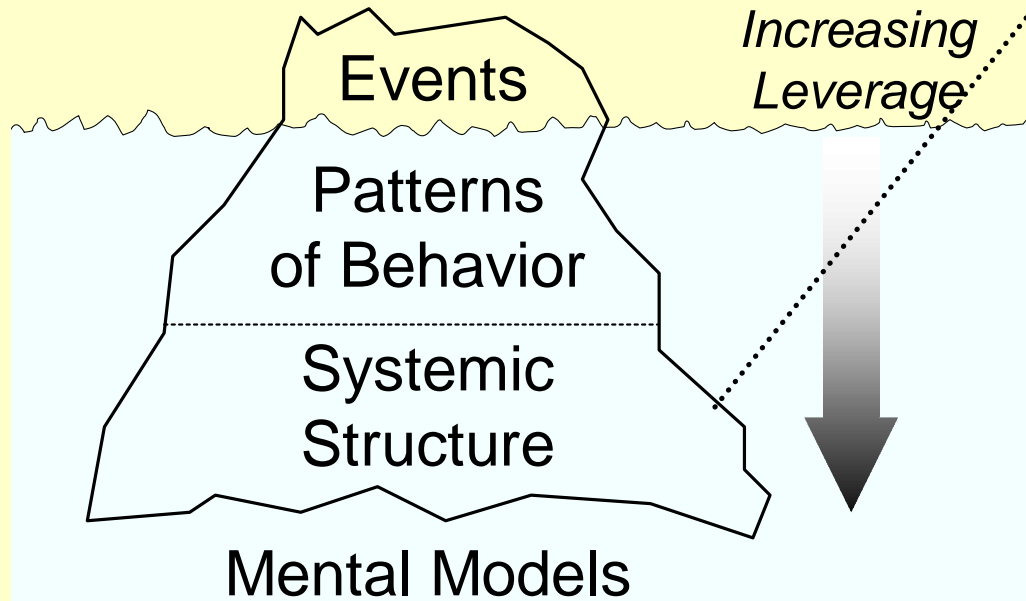 Events
Increasing
Leverage
Patterns
of Behavior
Systemic
Structure
Mental Models